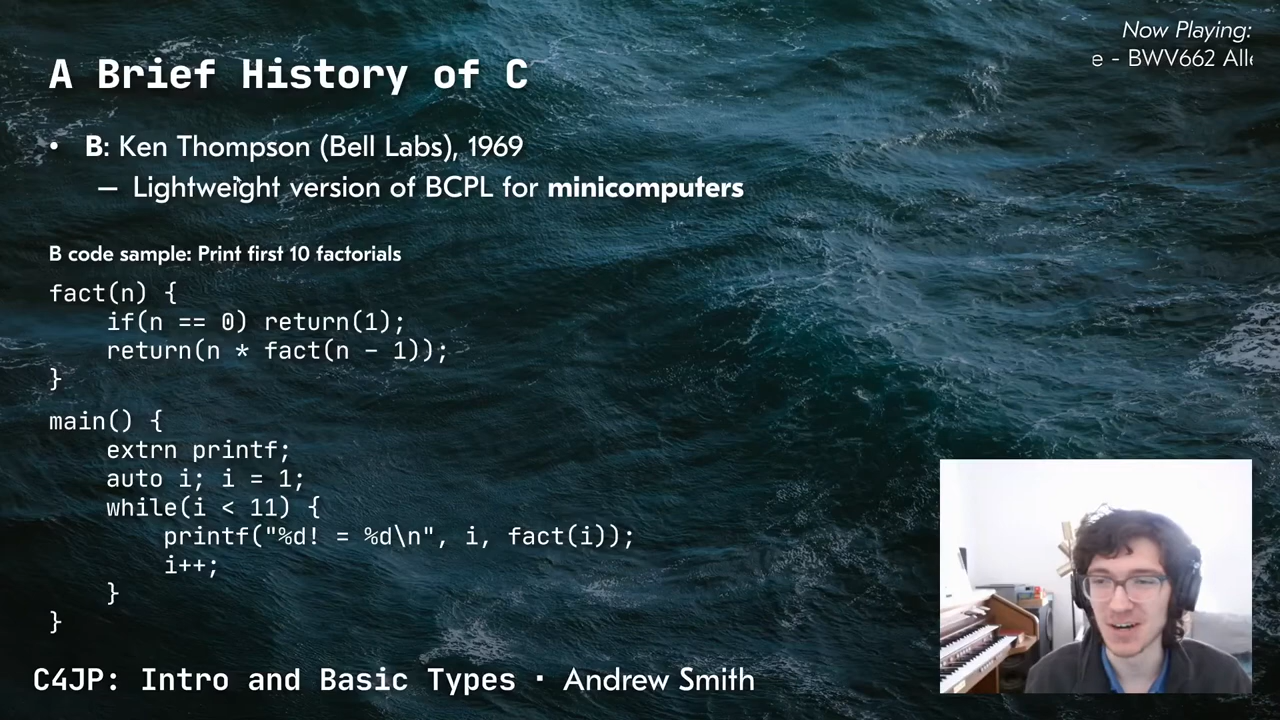 Now Playing:
e - BWV662 Alle
A Brief History of C
• B: Ken Thompson (Bell Labs), 1969
– Lightweight version of BCPL for minicomputers
B code sample: Print first 10 factorials
fact(n) {
    if(n == 0) return(1);
    return(n * fact(n - 1));
}
main() {
    extrn printf;
    auto i; i = 1;
    while(i < 11) {
        printf("%d! = %d\n", i, fact(i));
        i++;
    }
}
C4JP: Intro and Basic Types · Andrew Smith